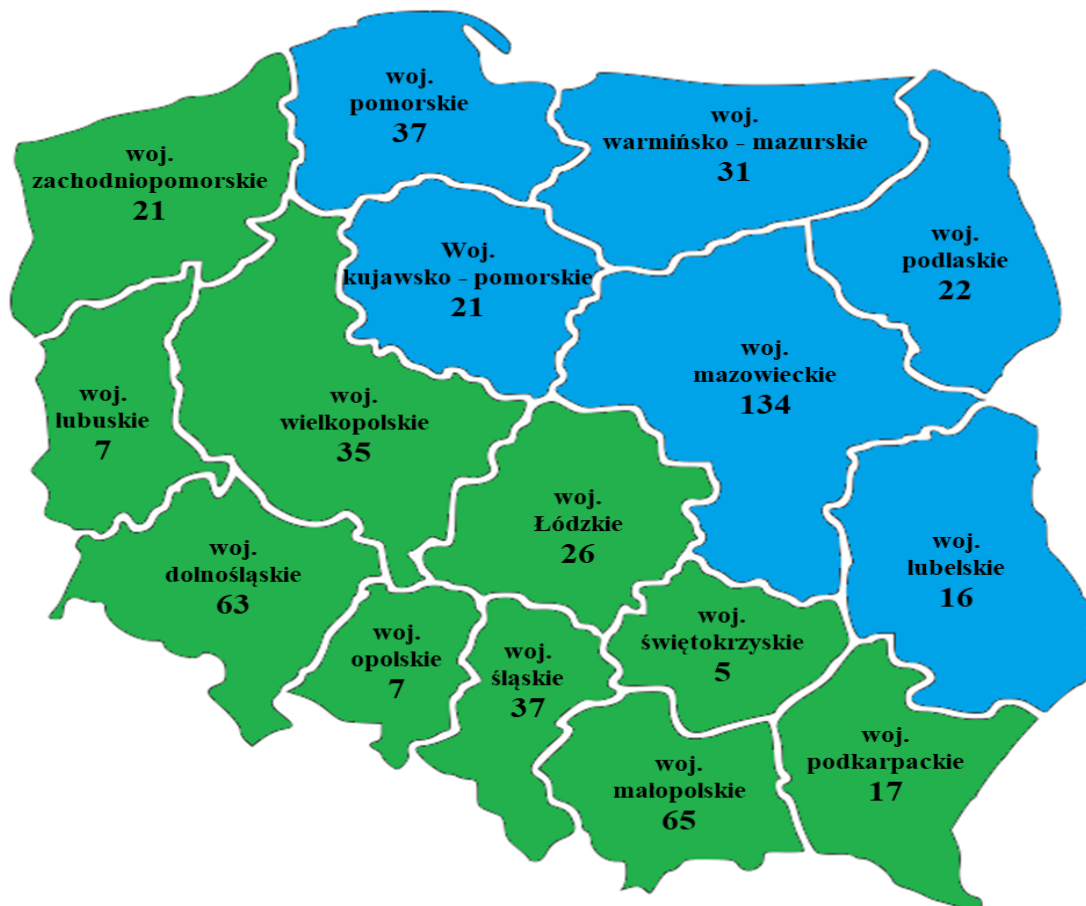 woj.
pomorskie
37
woj.
warmińsko - mazurskie
31
woj.
zachodniopomorskie
21
Woj.
kujawsko - pomorskie
21
woj.
podlaskie
22
woj.
mazowieckie
134
woj.
lubuskie
7
woj.
wielkopolskie
35
woj.
Łódzkie
26
woj.
dolnośląskie
63
woj.
lubelskie
16
woj.
opolskie
7
woj.
śląskie
37
woj.
świętokrzyskie
5
woj.
małopolskie
65
woj.
podkarpackie
17